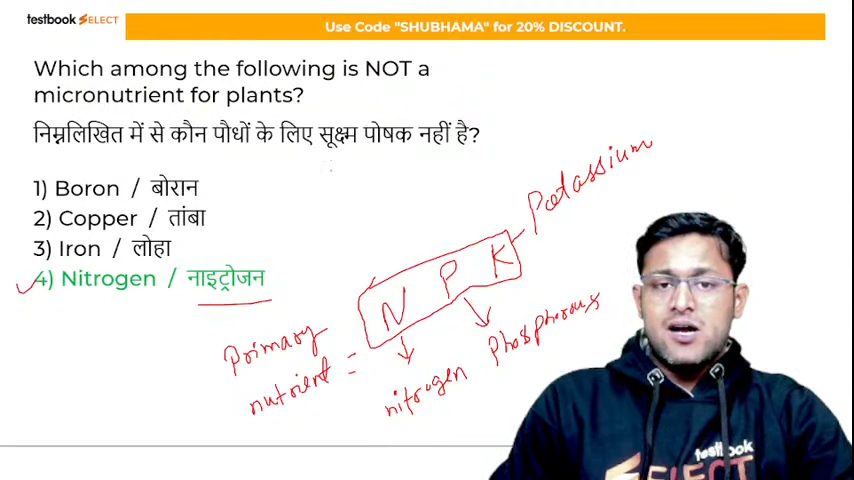 testbook SELECT
Use Code "SHUBHAMA" for 20% DISCOUNT.
Which among the following is NOT a
micronutrient for plants?
निम्नलिखित में से कौन पौधों के लिए सूक्ष्म पोषक नहीं है?
1) Boron / बोरान
2) Copper / तांबा
3) Iron / लोहा
4) Nitrogen / नाइट्रोजन
Potassium
N P K
Primary
nutrient =
nitrogen
Phosphorous
testbook
SELECT